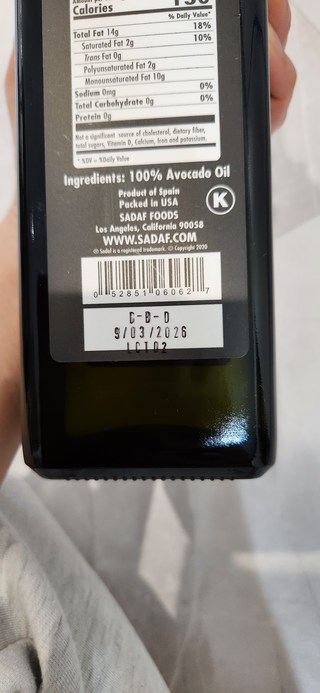 Calories
% Daily Value*
Total Fat 14g 18%
Saturated Fat 2g 10%
Trans Fat 0g
Polyunsaturated Fat 2g
Monounsaturated Fat 10g
Sodium 0mg 0%
Total Carbohydrate 0g 0%
Protein 0g
Not a significant source of cholesterol, dietary fiber,
total sugars, Vitamin D, Calcium, Iron and potassium.
* %DV = %Daily Value
Ingredients: 100% Avocado Oil
Product of Spain
Packed in USA
K
SADAF FOODS
Los Angeles, California 90058
WWW.SADAF.COM
® Sadaf is a registered trademark. © Copyright 2020
0 52851 06062 7
C-B-D
9/03/2026
LOT02